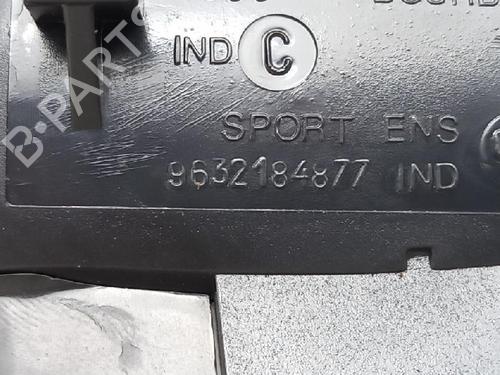 IND C
SPORT ENS
9632184877 IND
B-PARTS